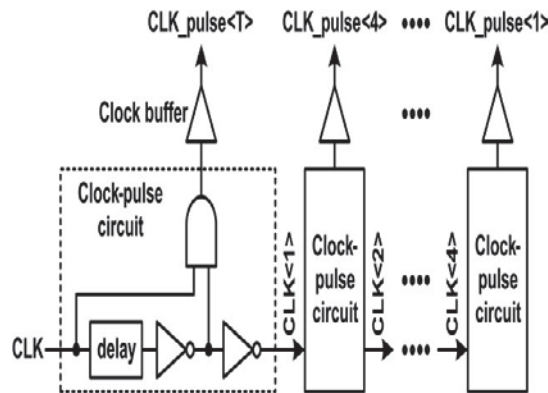 CLK_pulse<T> CLK_pulse<4> CLK_pulse<1>
Clock buffer
Clock-pulse
circuit
CLK
delay
CLK<1>
Clock-
pulse
circuit
CLK<2>
CLK<4>
Clock-
pulse
circuit